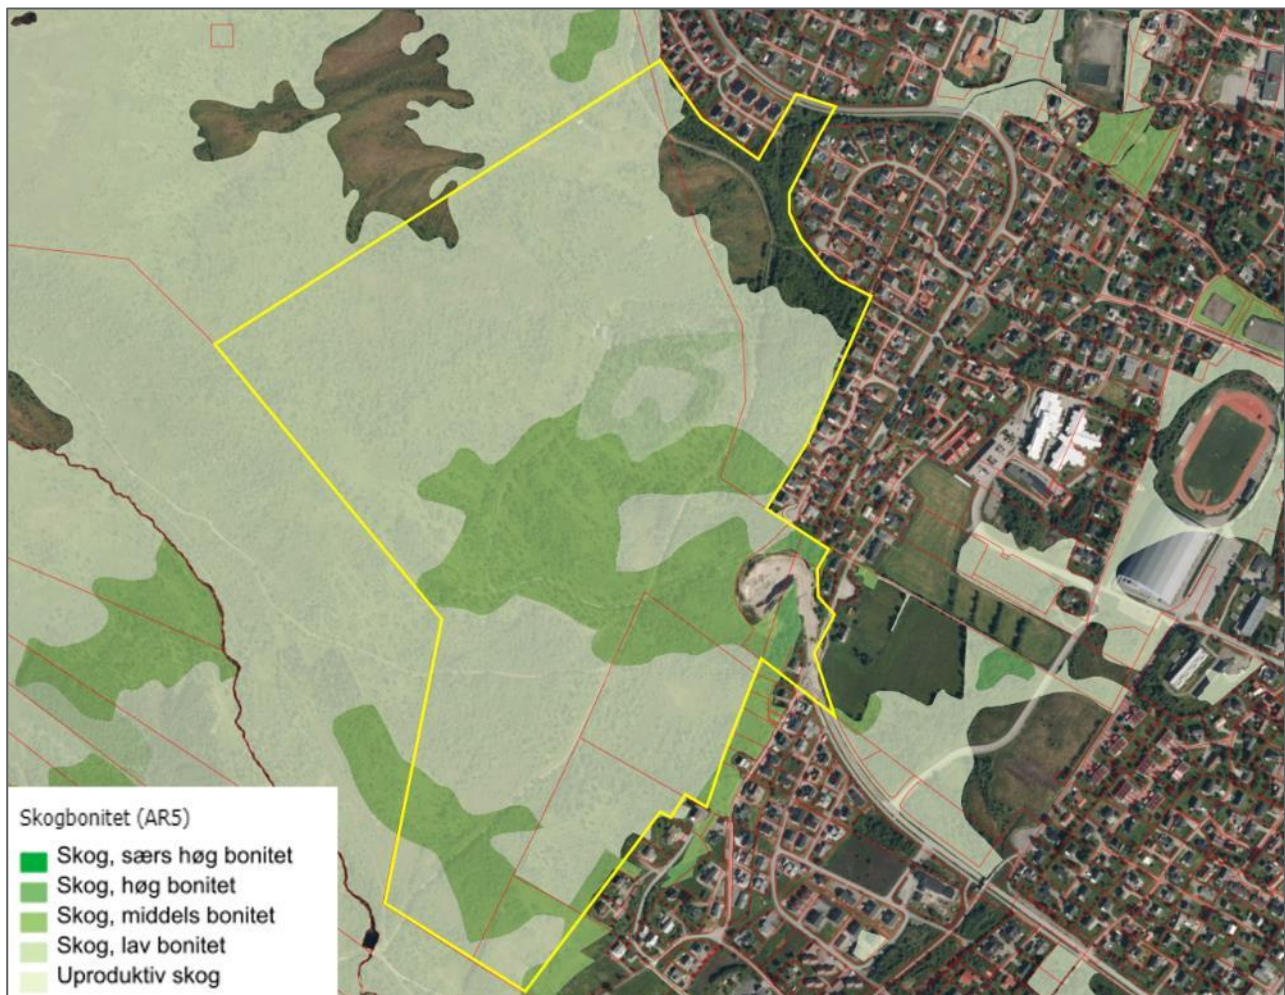 Skogbonitet (AR5)
Skog, særs høg bonitet
Skog, høg bonitet
Skog, middels bonitet
Skog, lav bonitet
Uproduktiv skog